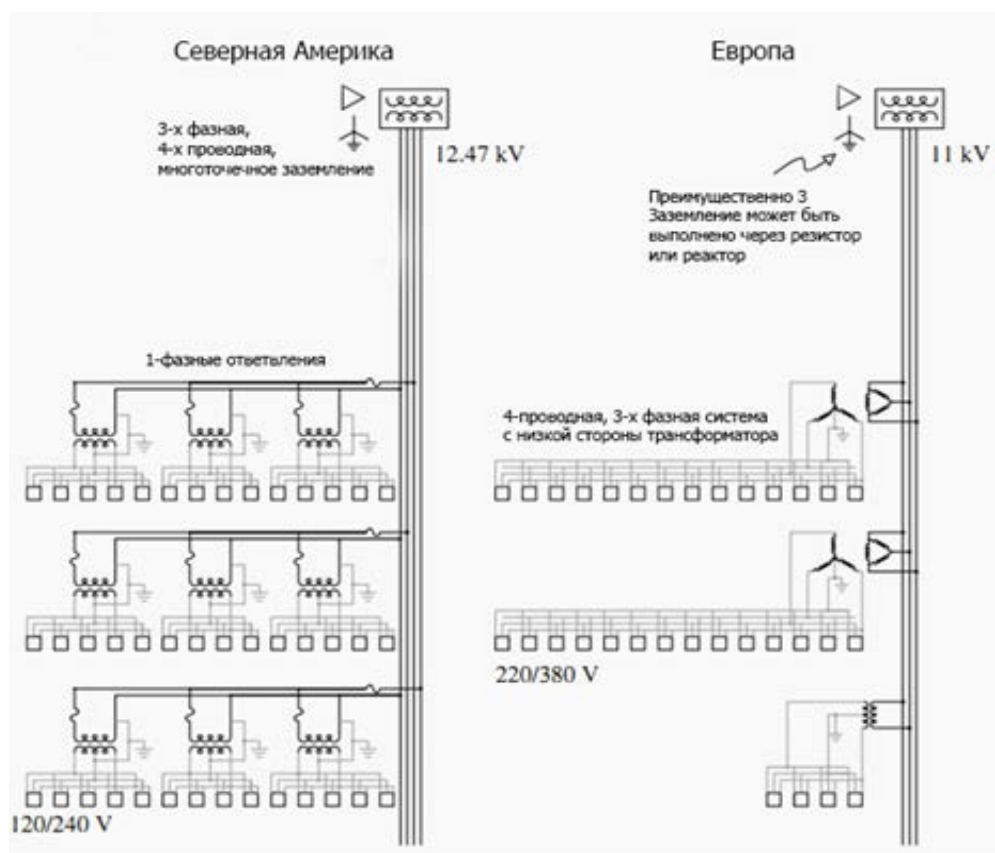 Северная Америка
Европа
3-х фазная,
4-х проводная,
многоточечное заземление
12.47 kV
11 kV
Преимущественно 3
Заземление может быть
выполнено через резистор
или реактор
1-фазные ответвления
4-проводная, 3-х фазная система
с низкой стороны трансформатора
220/380 V
120/240 V